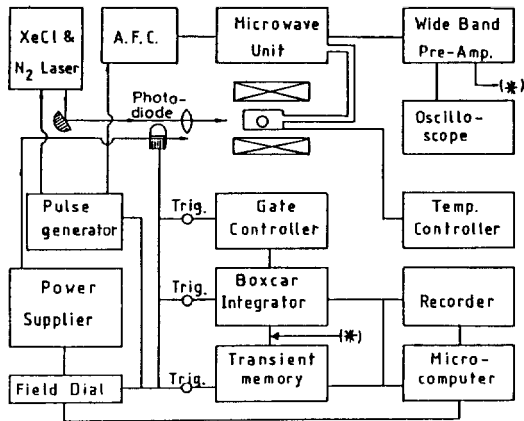 XeCl &
N2 Laser
A.F.C.
Microwave
Unit
Wide Band
Pre-Amp.
(*)
Photo-
diode
Oscillo-
scope
Pulse
generator
Trig.
Gate
Controller
Temp.
Controller
Power
Supplier
Trig.
Boxcar
Integrator
Recorder
(*)
Field Dial
Trig.
Transient
memory
Micro-
computer